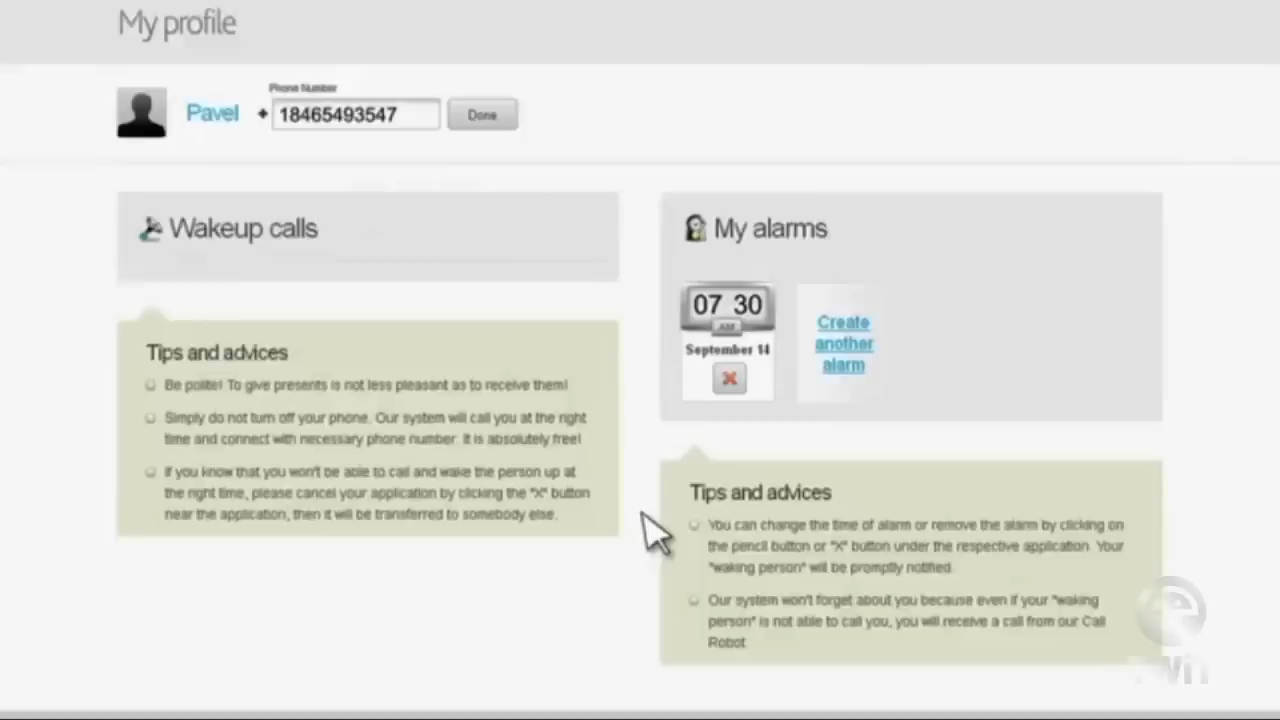 My profile
Phone Number
Pavel + 18465493547 Done
Wakeup calls
Tips and advices
Be polite! To give presents is not less pleasant as to receive them!
Simply do not turn off your phone. Our system will call you at the right
time and connect with necessary phone number. It is absolutely free!
If you know that you won't be able to call and wake the person up at
the right time, please cancel your application by clicking the "X" button
near the application, then it will be transferred to somebody else.
My alarms
07 30
AM
September 14
Create
another
alarm
Tips and advices
You can change the time of alarm or remove the alarm by clicking on
the pencil button or "X" button under the respective application. Your
"waking person" will be promptly notified.
Our system won't forget about you because even if your "waking
person" is not able to call you, you will receive a call from our Call
Robot